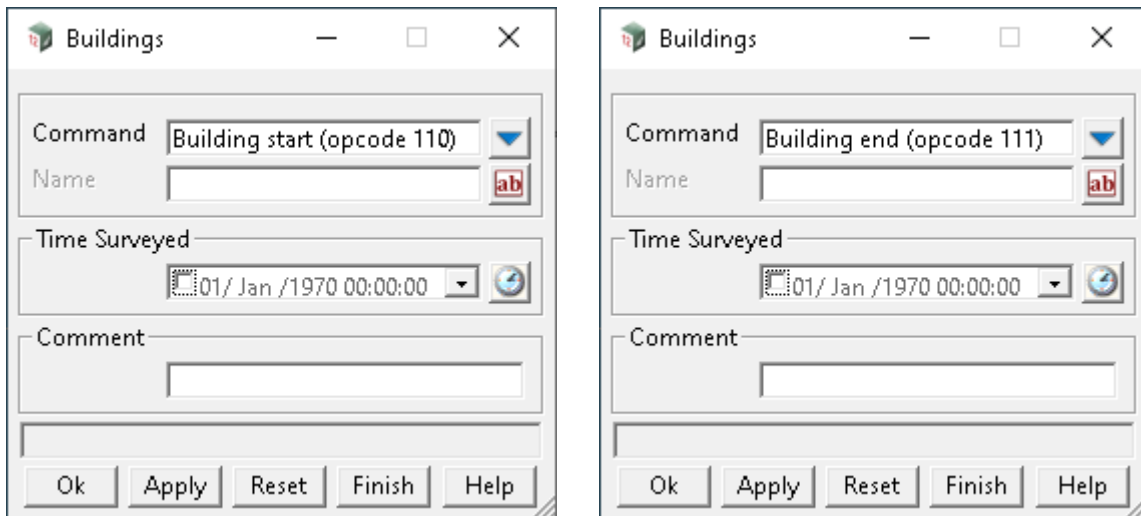 Buildings
Command Building start (opcode 110)
Name ab
Time Surveyed
01/ Jan /1970 00:00:00
Comment
Ok Apply Reset Finish Help
Buildings
Command Building end (opcode 111)
Name ab
Time Surveyed
01/ Jan /1970 00:00:00
Comment
Ok Apply Reset Finish Help